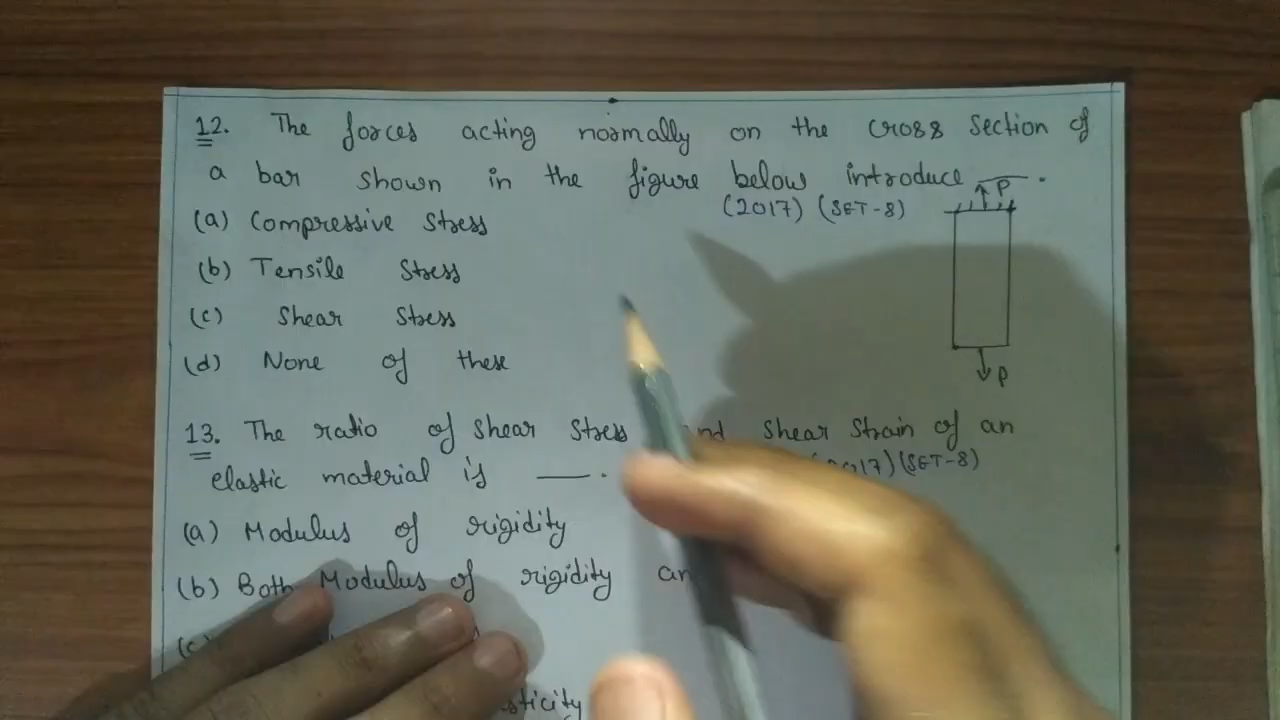 12. The forces acting normally on the cross section of
a bar shown in the figure below introduce ___.
(2017) (SET-8)
P
(a) Compressive stress
(b) Tensile stress
(c) Shear stress
(d) None of these
P
13. The ratio of shear stress and shear strain of an
elastic material is ___. (2017) (SET-8)
(a) Modulus of rigidity
(b) Both Modulus of rigidity
(c)